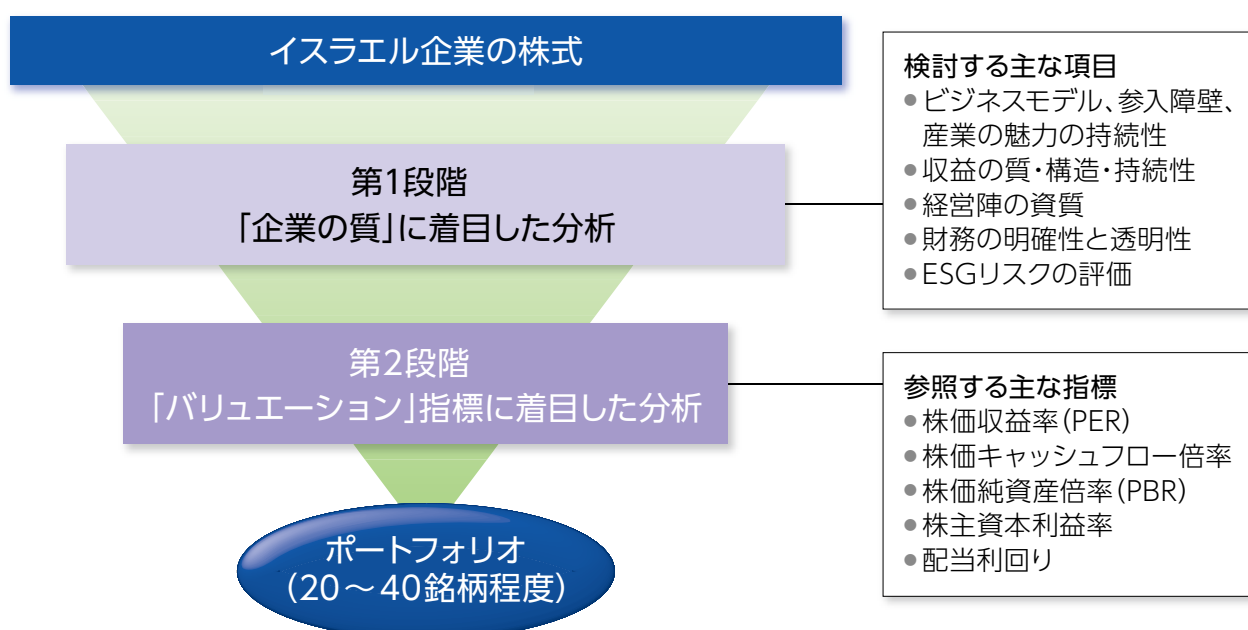 イスラエル企業の株式
第1段階
「企業の質」に着目した分析
検討する主な項目
●ビジネスモデル、参入障壁、
産業の魅力の持続性
●収益の質・構造・持続性
●経営陣の資質
●財務の明確性と透明性
●ESGリスクの評価
第2段階
「バリュエーション」指標に着目した分析
参照する主な指標
●株価収益率(PER)
●株価キャッシュフロー倍率
●株価純資産倍率(PBR)
●株主資本利益率
●配当利回り
ポートフォリオ
(20～40銘柄程度)